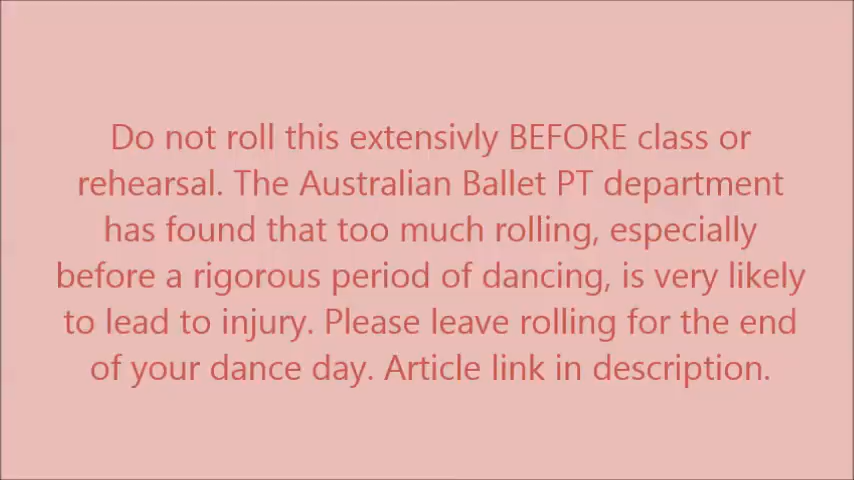 Do not roll this extensivly BEFORE class or
rehearsal. The Australian Ballet PT department
has found that too much rolling, especially
before a rigorous period of dancing, is very likely
to lead to injury. Please leave rolling for the end
of your dance day. Article link in description.